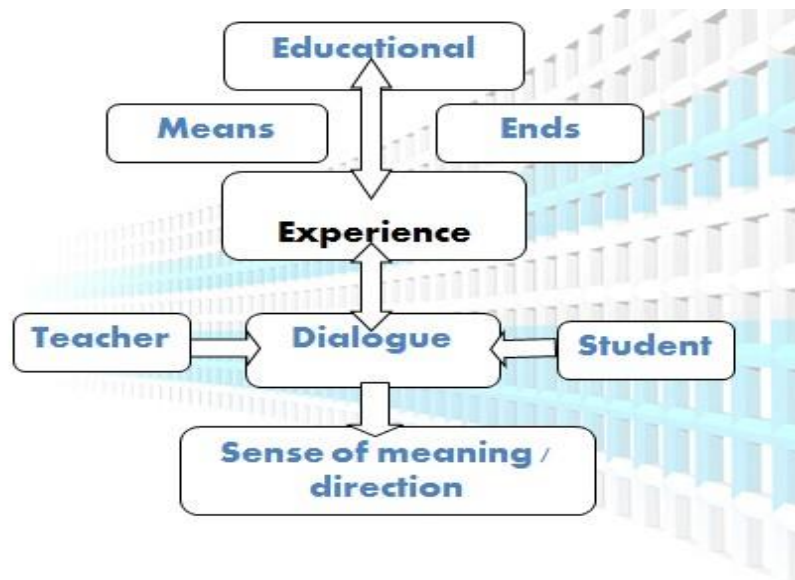 Educational
Means
Ends
Experience
Teacher
Dialogue
Student
Sense of meaning /
direction